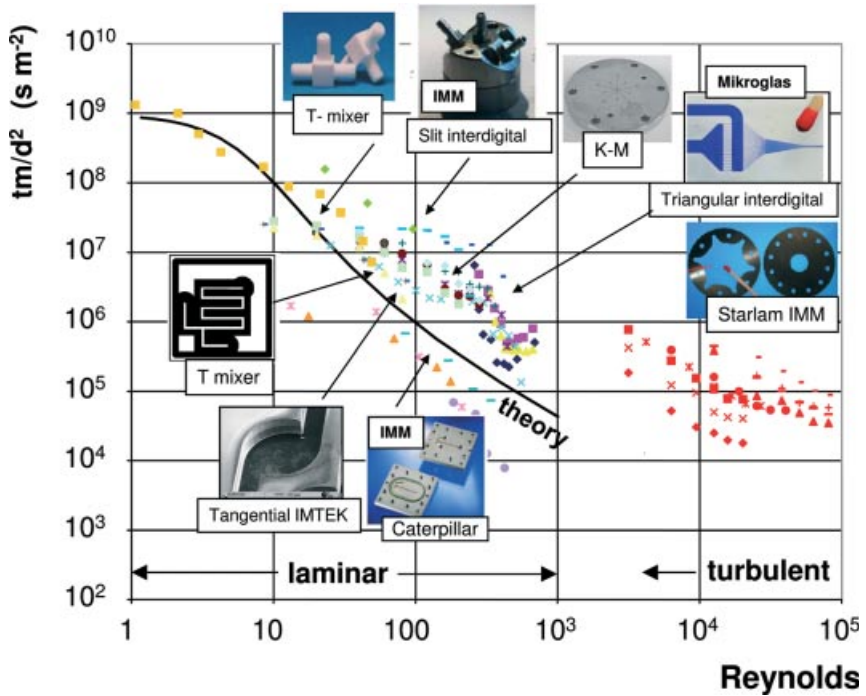 tm/d² (s m⁻²)
10¹⁰
10⁹
10⁸
10⁷
10⁶
10⁵
10⁴
10³
10²
T- mixer
IMM
Slit interdigital
K-M
Mikroglas
Triangular interdigital
Starlam IMM
T mixer
Tangential IMTEK
IMM
Caterpillar
theory
laminar
turbulent
1
10
100
10³
10⁴
10⁵
Reynolds